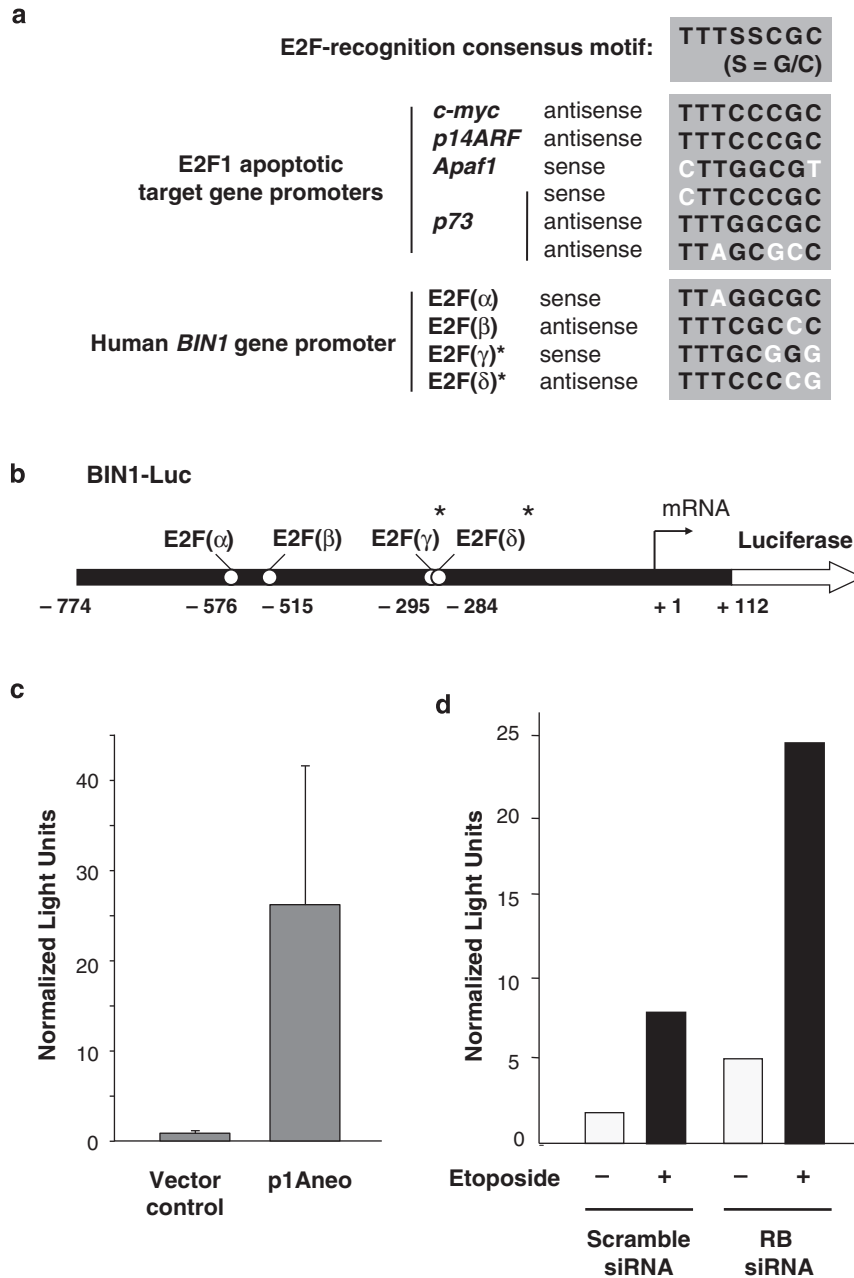 a
E2F-recognition consensus motif: TTTSSCGC
(S = G/C)
E2F1 apoptotic
target gene promoters
c-myc antisense TTTCCCGC
p14ARF antisense TTTCCCGC
Apaf1 sense CTTGGCGT
sense CTTCCCGC
p73 antisense TTTGGCGC
antisense TTAGCGCC
Human BIN1 gene promoter
E2F(α) sense TTAGGCGC
E2F(β) antisense TTTCGCCC
E2F(γ)* sense TTTGCGGG
E2F(δ)* antisense TTTCCCCG
b BIN1-Luc
* * mRNA
E2F(α) E2F(β) E2F(γ) E2F(δ) Luciferase
– 774 – 576 – 515 – 295 – 284 + 1 + 112
c
Normalized Light Units
40
30
20
10
0
Vector control
p1Aneo
d
Normalized Light Units
25
20
15
10
5
0
Etoposide – + – +
Scramble siRNA
RB siRNA